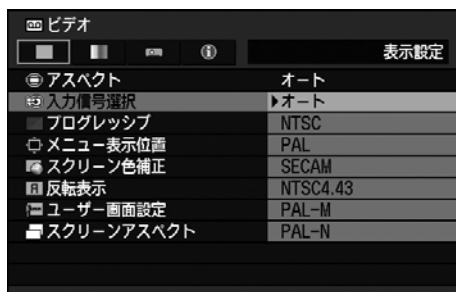 ビデオ
表示設定
アスペクト オート
入力信号選択 オート
プログレッシブ NTSC
メニュー表示位置 PAL
スクリーン色補正 SECAM
反転表示 NTSC4.43
ユーザー画面設定 PAL-M
スクリーンアスペクト PAL-N